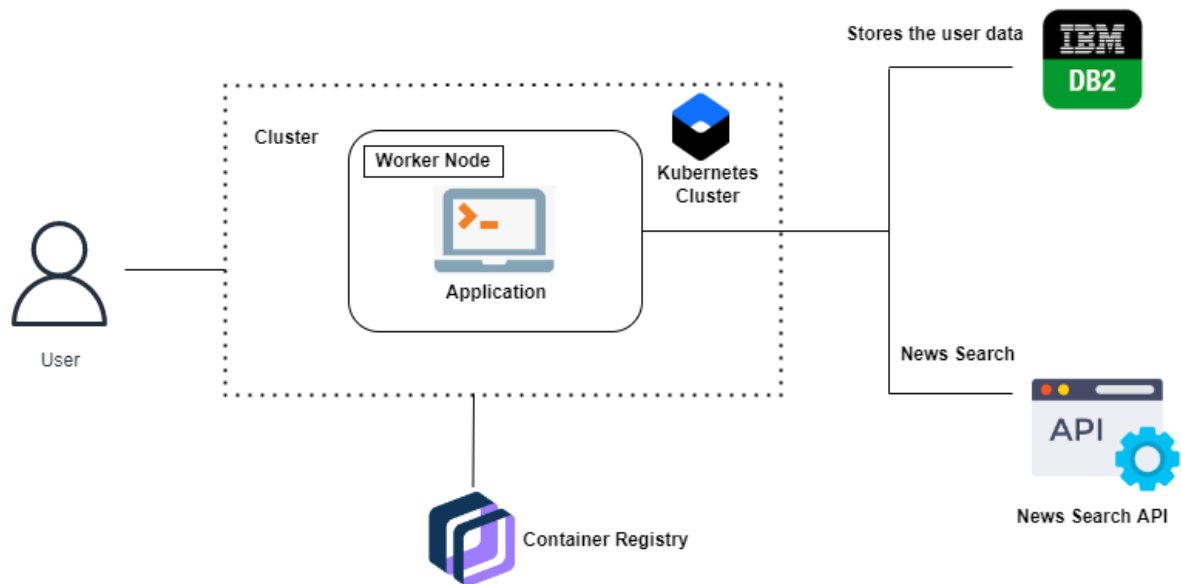 Stores the user data
IBM
DB2
Cluster
Worker Node
Kubernetes
Cluster
Application
User
News Search
API
News Search API
Container Registry